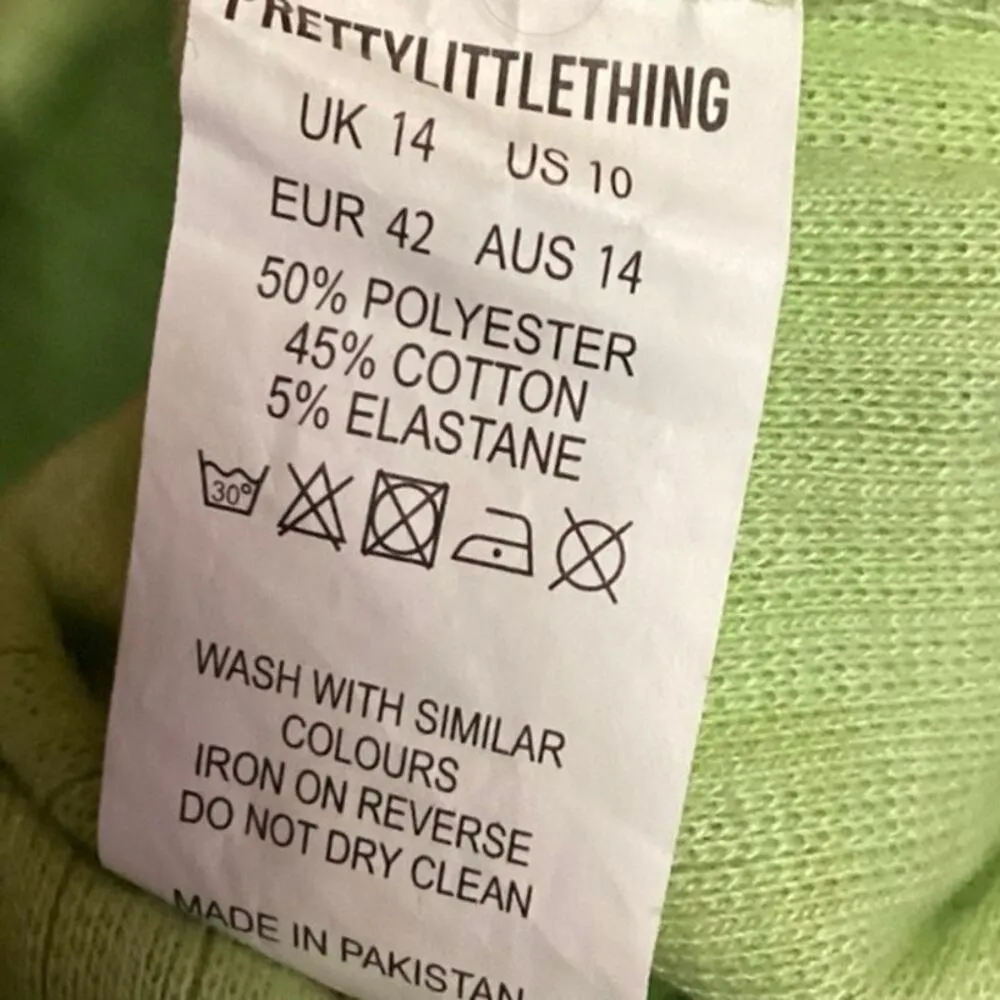 PRETTYLITTLETHING
UK 14 US 10
EUR 42 AUS 14
50% POLYESTER
45% COTTON
5% ELASTANE
30°
WASH WITH SIMILAR
COLOURS
IRON ON REVERSE
DO NOT DRY CLEAN
MADE IN PAKISTAN